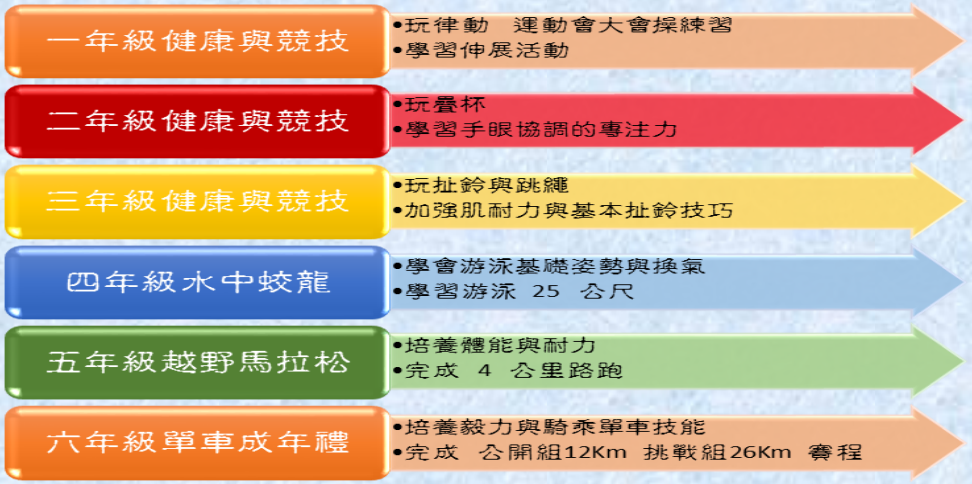 一年級健康與競技
•玩律動 運動會大會操練習
•學習伸展活動
二年級健康與競技
•玩疊杯
•學習手眼協調的專注力
三年級健康與競技
•玩扯鈴與跳繩
•加強肌耐力與基本扯鈴技巧
四年級水中蛟龍
•學會游泳基礎姿勢與換氣
•學習游泳 25 公尺
五年級越野馬拉松
•培養體能與耐力
•完成 4 公里路跑
六年級單車成年禮
•培養毅力與騎乘單車技能
•完成 公開組12Km 挑戰組26Km 賽程